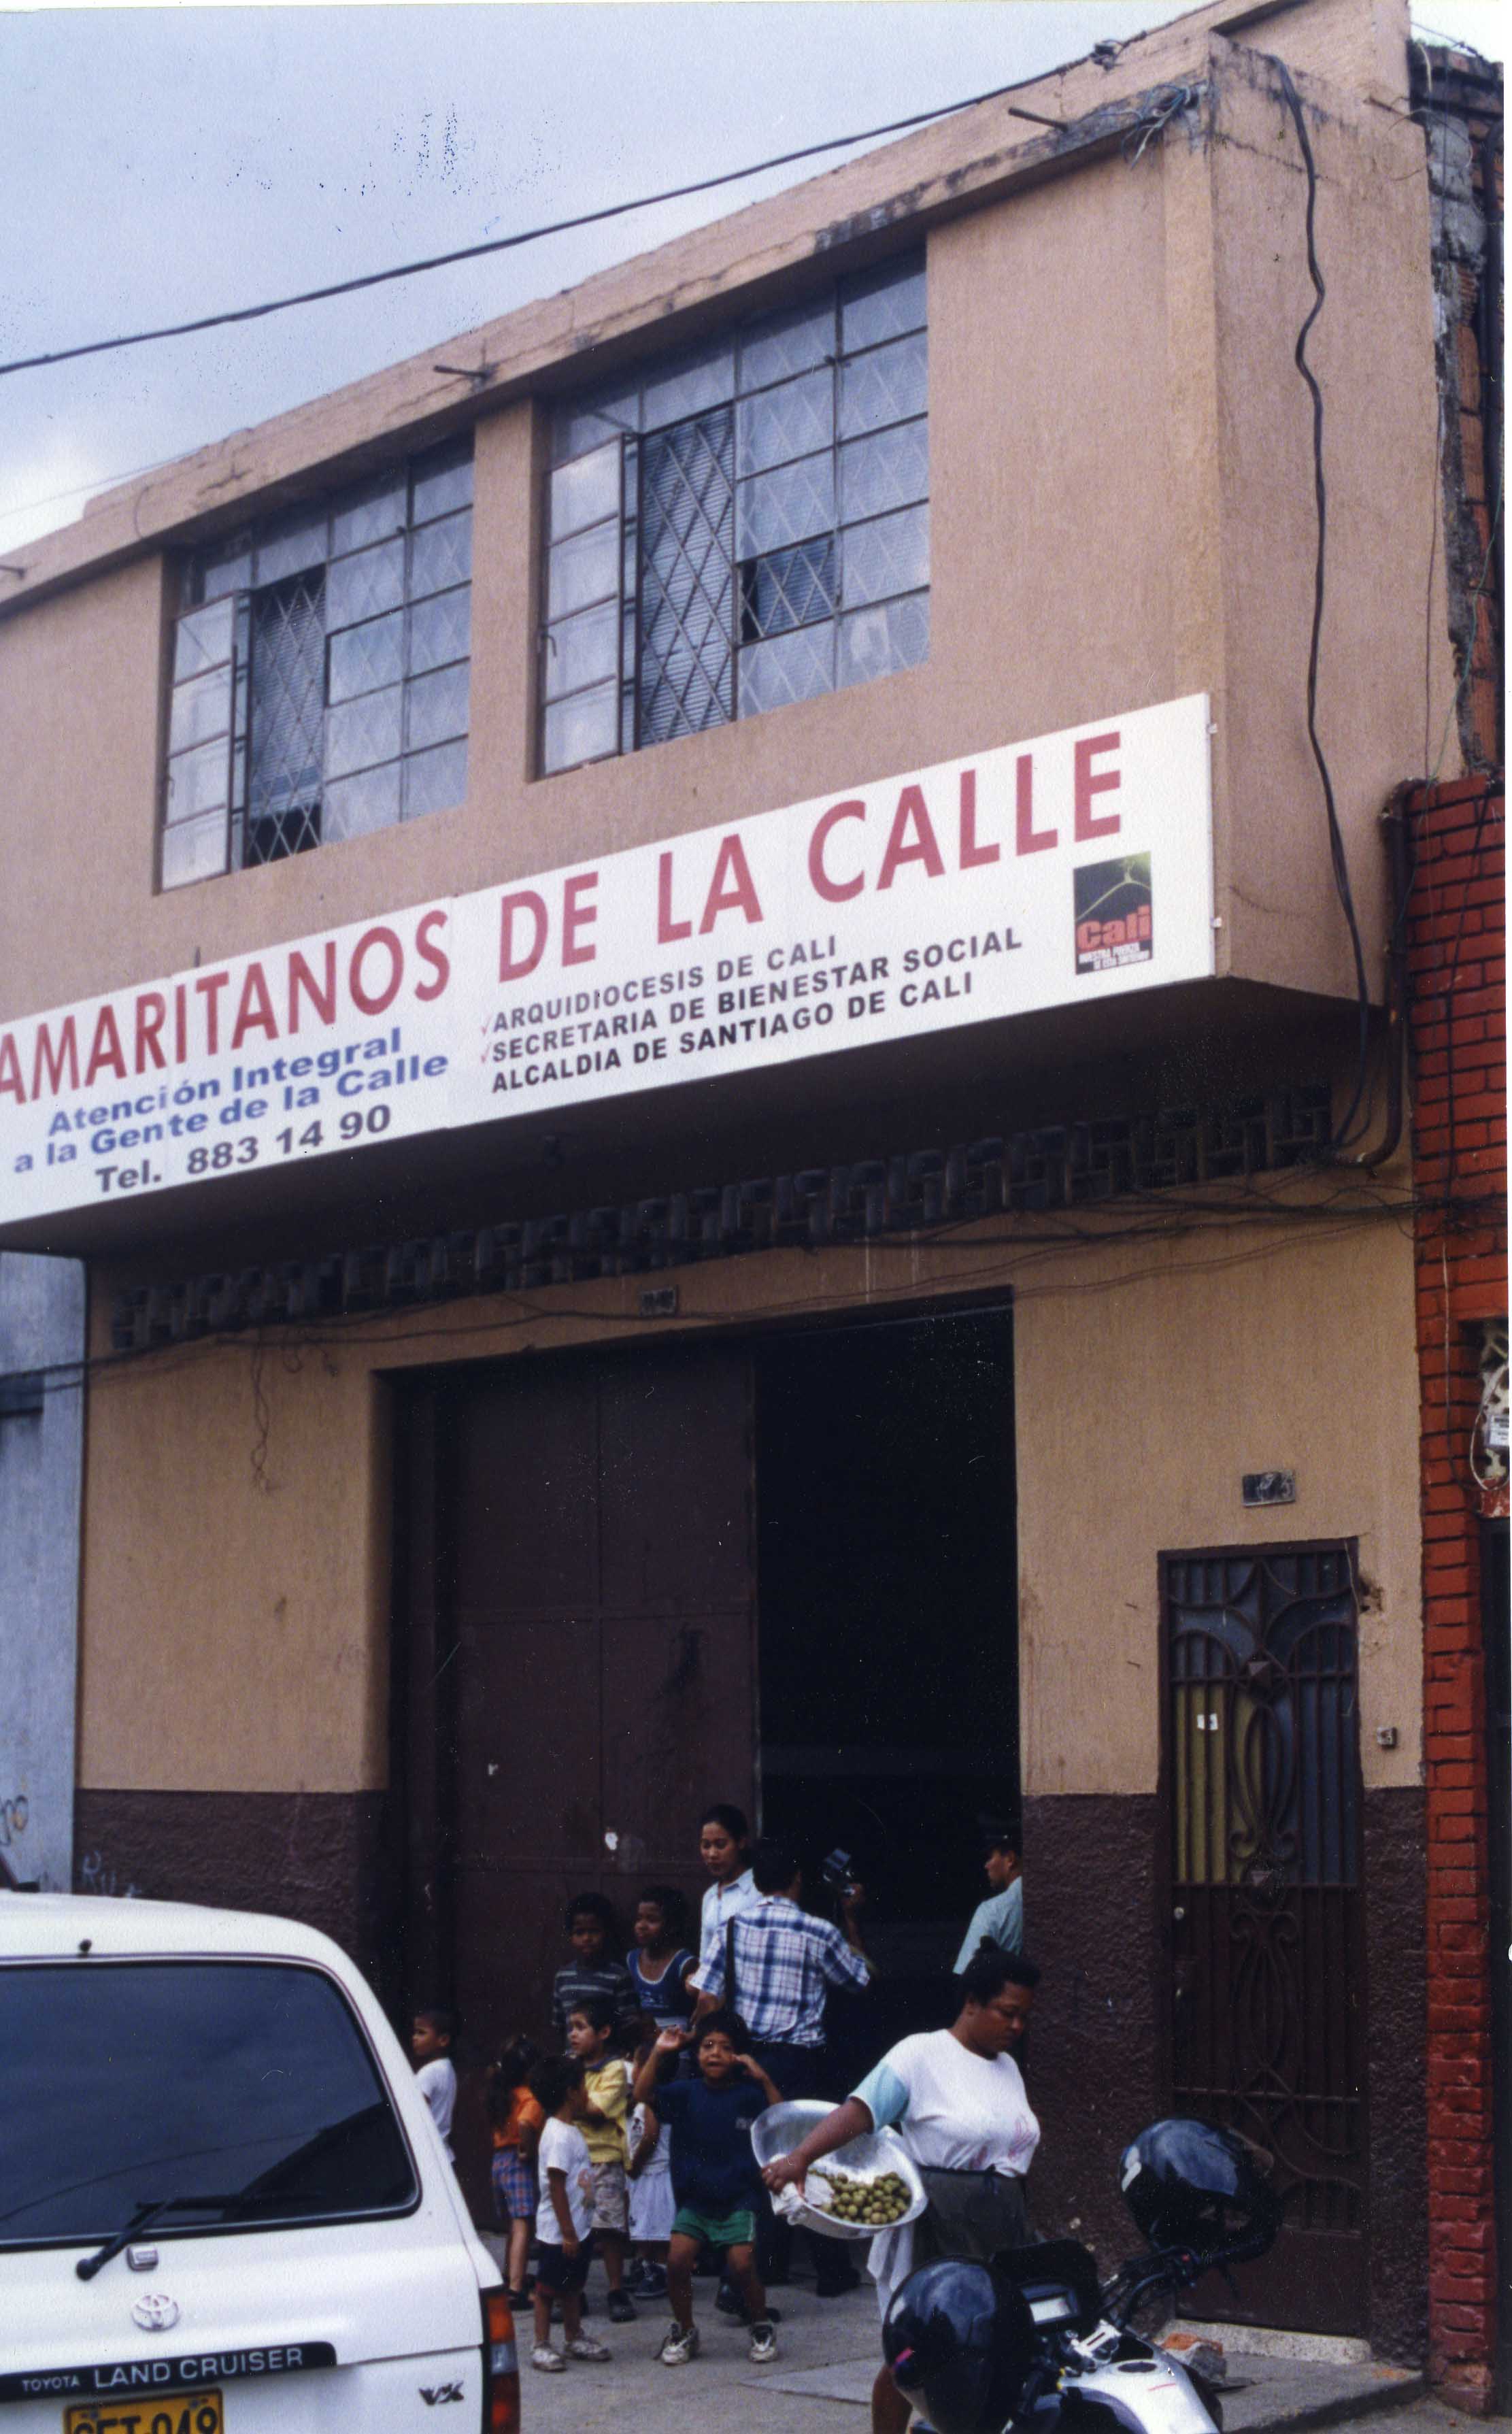 AMARITANOS DE LA CALLE
Atención Integral
a la Gente de la Calle
Tel. 883 14 90
ARQUIDIOCESIS DE CALI
SECRETARIA DE BIENESTAR SOCIAL
ALCALDIA DE SANTIAGO DE CALI
Cali
TOYOTA LAND CRUISER
VX